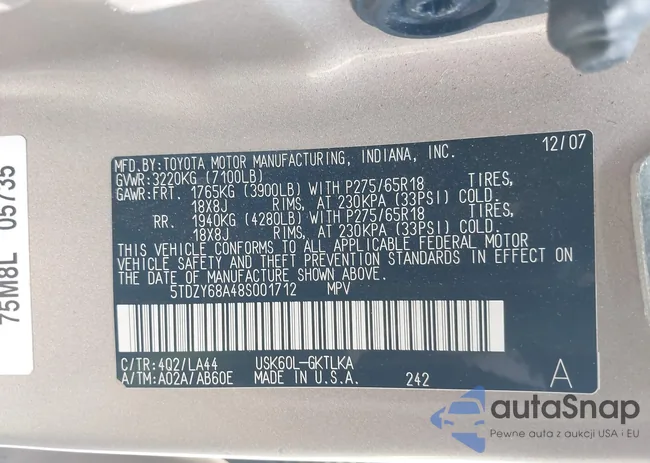 75M8L 05735
MFD.BY:TOYOTA MOTOR MANUFACTURING, INDIANA, INC. 12/07
GVWR:3220KG (7100LB)
GAWR:FRT. 1765KG (3900LB) WITH P275/65R18 TIRES,
18X8J RIMS, AT 230KPA (33PSI) COLD.
RR. 1940KG (4280LB) WITH P275/65R18 TIRES,
18X8J RIMS, AT 230KPA (33PSI) COLD.
THIS VEHICLE CONFORMS TO ALL APPLICABLE FEDERAL MOTOR
VEHICLE SAFETY AND THEFT PREVENTION STANDARDS IN EFFECT ON
THE DATE OF MANUFACTURE SHOWN ABOVE.
5TDZY68A48S001712 MPV
C/TR:4Q2/LA44 USK60L-GKTLKA
A/TM:A02A/AB60E MADE IN U.S.A. 242 A
autaSnap
Pewne auta z aukcji USA i EU